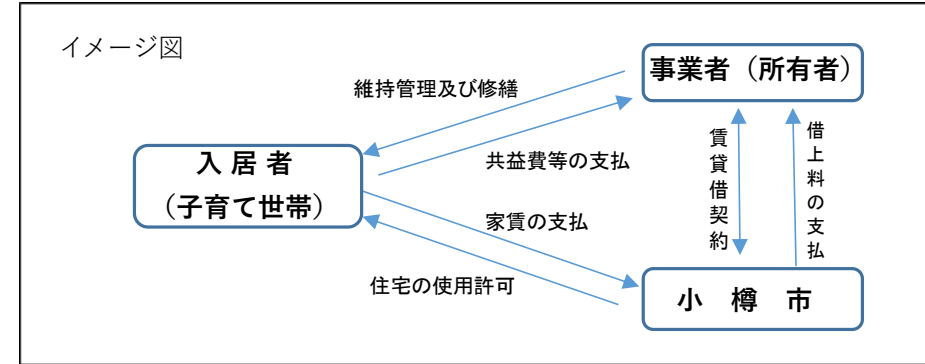 イメージ図
事業者（所有者）
維持管理及び修繕
共益費等の支払
賃貸借契約
借上料の支払
入居者
（子育て世帯）
家賃の支払
住宅の使用許可
小樽市